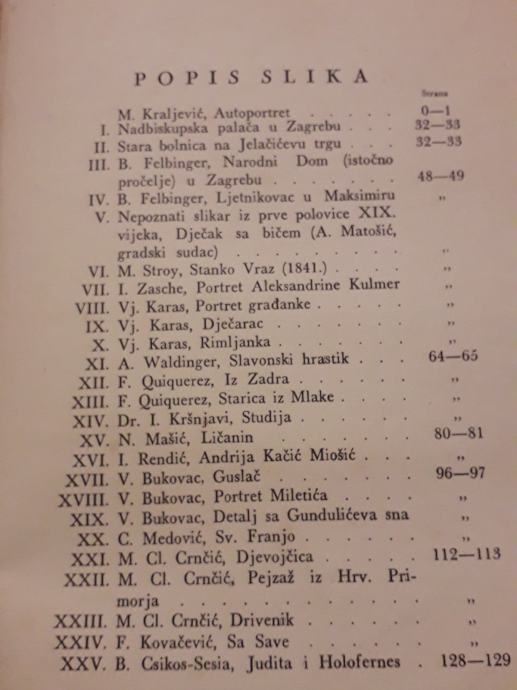 POPIS SLIKA
Strana
M. Kraljević, Autoportret . . . . . 0—1
I. Nadbiskupska palača u Zagrebu . . . 32—33
II. Stara bolnica na Jelačićevu trgu . . . 32—33
III. B. Felbinger, Narodni Dom (istočno
pročelje) u Zagrebu . . . . . . . 48—49
IV. B. Felbinger, Ljetnikovac u Maksimiru „
V. Nepoznati slikar iz prve polovice XIX.
vijeka, Dječak sa bičem (A. Matošić,
gradski sudac) . . . . . . . . . „
VI. M. Stroy, Stanko Vraz (1841.) . . . . „
VII. I. Zasche, Portret Aleksandrine Kulmer „
VIII. Vj. Karas, Portret građanke . . . . . „
IX. Vj. Karas, Dječarac . . . . . . . „
X. Vj. Karas, Rimljanka . . . . . . . „
XI. A. Waldinger, Slavonski hrastik . . . 64—65
XII. F. Quiquerez, Iz Zadra . . . . . . „
XIII. F. Quiquerez, Starica iz Mlake . . . . „
XIV. Dr. I. Kršnjavi, Studija . . . . . . „
XV. N. Mašić, Ličanin . . . . . . . 80—81
XVI. I. Rendić, Andrija Kačić Miošić . . . „
XVII. V. Bukovac, Guslač . . . . . . . 96—97
XVIII. V. Bukovac, Portret Miletića . . . . „
XIX. V. Bukovac, Detalj sa Gundulićeva sna „
XX. C. Medović, Sv. Franjo . . . . . . „
XXI. M. Cl. Crnčić, Djevojčica . . . . . 112—113
XXII. M. Cl. Crnčić, Pejzaž iz Hrv. Pri-
morja . . . . . . . . . . . „
XXIII. M. Cl. Crnčić, Drivenik . . . . . . „
XXIV. F. Kovačević, Sa Save . . . . . . „
XXV. B. Csikos-Sesia, Judita i Holofernes . 128—129